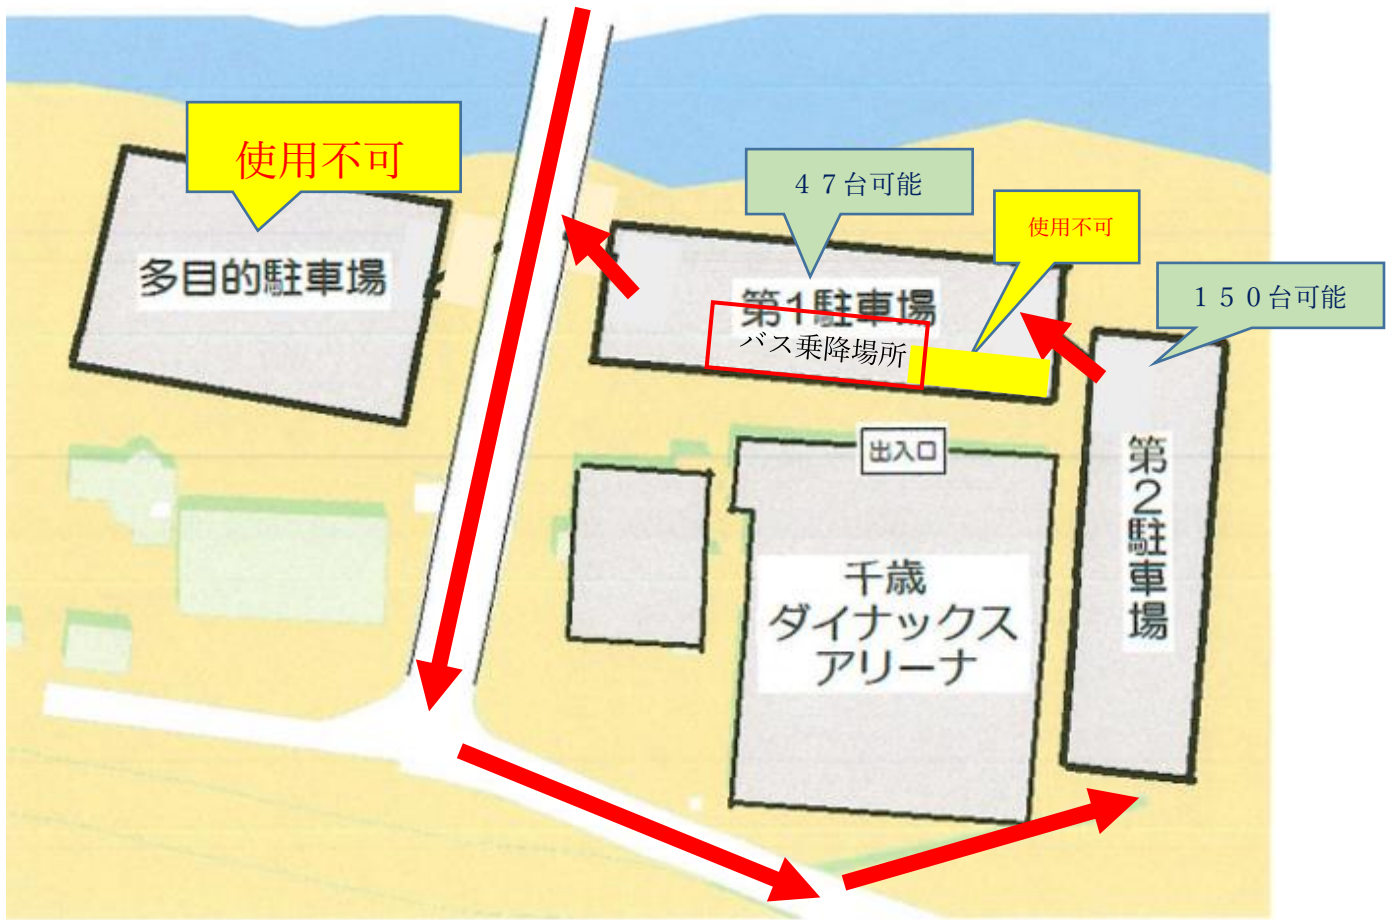 使用不可
多目的駐車場
４７台可能
使用不可
１５０台可能
第1駐車場
バス乗降場所
出入口
第2駐車場
千歳
ダイナックス
アリーナ